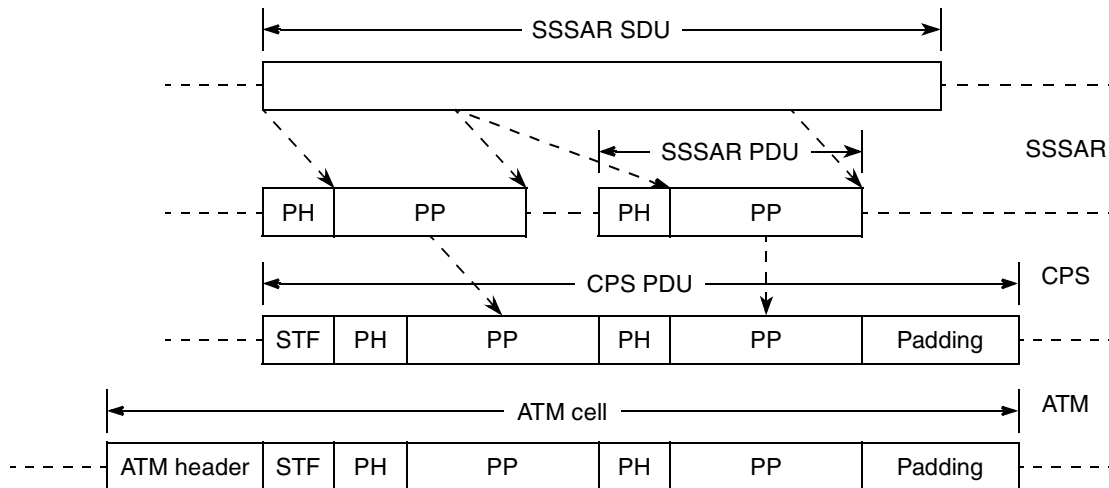 SSSAR SDU
SSSAR PDU
SSSAR
PH PP PH PP
CPS PDU
CPS
STF PH PP PH PP Padding
ATM cell
ATM
ATM header STF PH PP PH PP Padding